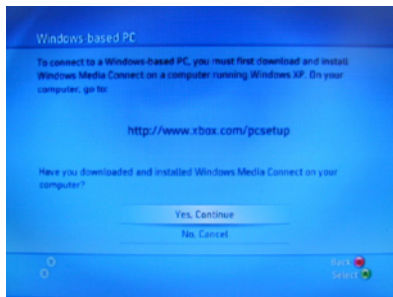 Windows-based PC
To connect to a Windows-based PC, you must first download and install
Windows Media Connect on a computer running Windows XP. On your
computer, go to:
http://www.xbox.com/pcsetup
Have you downloaded and installed Windows Media Connect on your
computer?
Yes, Continue
No, Cancel
Back
Select